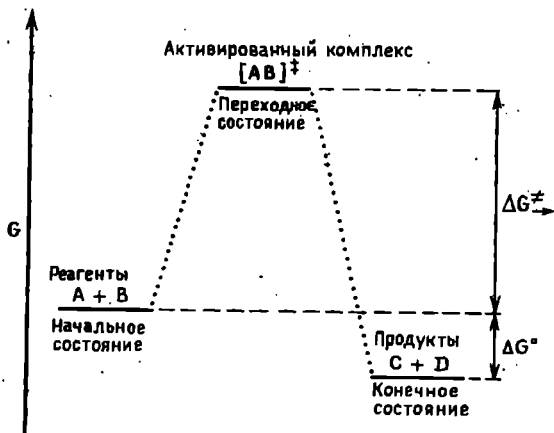 Активированный комплекс
[AB]‡
Переходное
состояние
G
ΔG≠→
Реагенты
A + B
Начальное
состояние
Продукты
C + D
Конечное
состояние
ΔG°